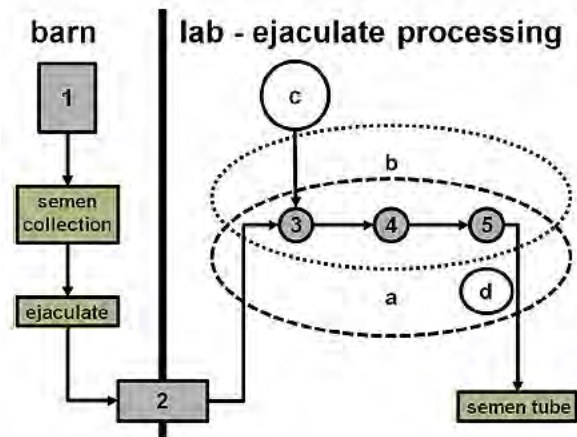 barn
lab - ejaculate processing
1
c
semen
collection
b
3
4
5
a
d
ejaculate
2
semen tube